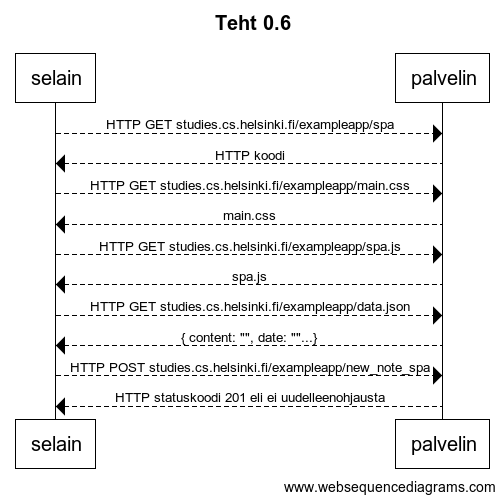 Teht 0.6
selain
palvelin
HTTP GET studies.cs.helsinki.fi/exampleapp/spa
HTTP koodi
HTTP GET studies.cs.helsinki.fi/exampleapp/main.css
main.css
HTTP GET studies.cs.helsinki.fi/exampleapp/spa.js
spa.js
HTTP GET studies.cs.helsinki.fi/exampleapp/data.json
{ content: "", date: ""...}
HTTP POST studies.cs.helsinki.fi/exampleapp/new_note_spa
HTTP statuskoodi 201 eli ei uudelleenohjausta
selain
palvelin
www.websequencediagrams.com